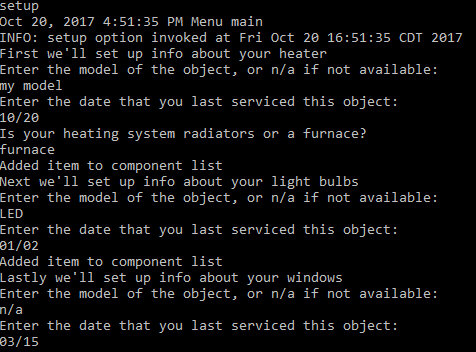 setup
Oct 20, 2017 4:51:35 PM Menu main
INFO: setup option invoked at Fri Oct 20 16:51:35 CDT 2017
First we'll set up info about your heater
Enter the model of the object, or n/a if not available:
my model
Enter the date that you last serviced this object:
10/20
Is your heating system radiators or a furnace?
furnace
Added item to component list
Next we'll set up info about your light bulbs
Enter the model of the object, or n/a if not available:
LED
Enter the date that you last serviced this object:
01/02
Added item to component list
Lastly we'll set up info about your windows
Enter the model of the object, or n/a if not available:
n/a
Enter the date that you last serviced this object:
03/15